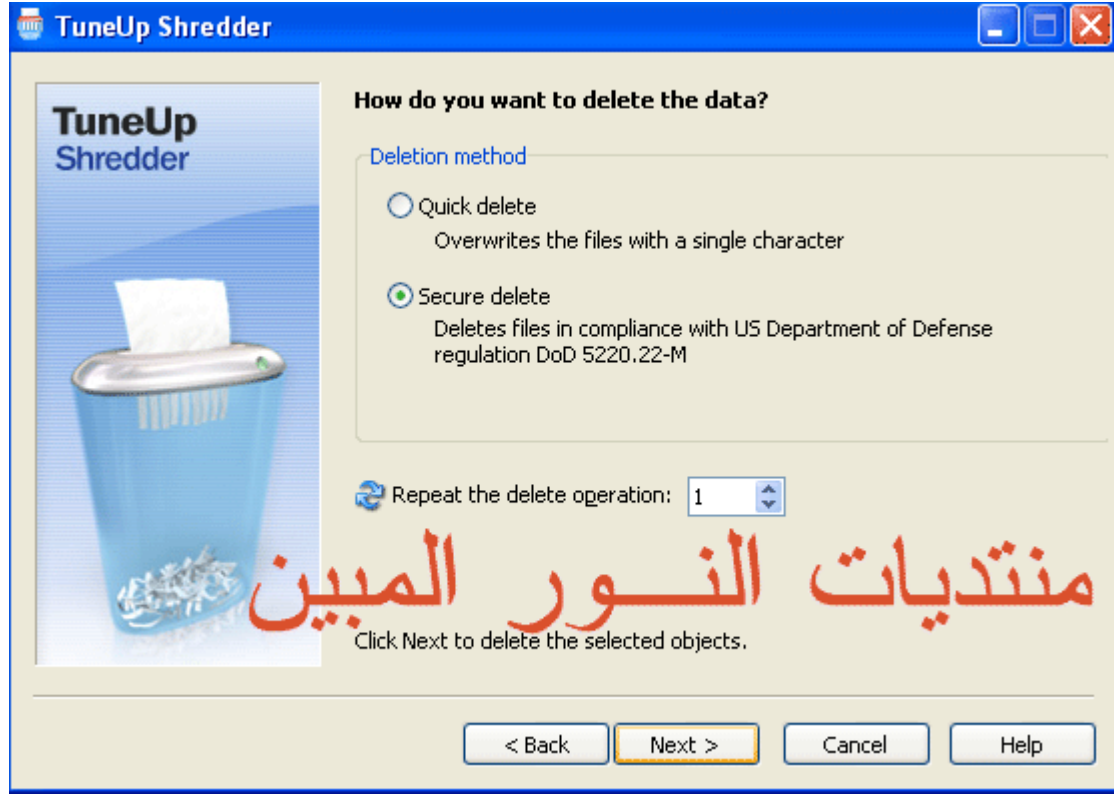 TuneUp Shredder
TuneUp
Shredder
How do you want to delete the data?
Deletion method
Quick delete
Overwrites the files with a single character
Secure delete
Deletes files in compliance with US Department of Defense
regulation DoD 5220.22-M
Repeat the delete operation: 1
منتديات النـــور المبين
Click Next to delete the selected objects.
< Back Next > Cancel Help